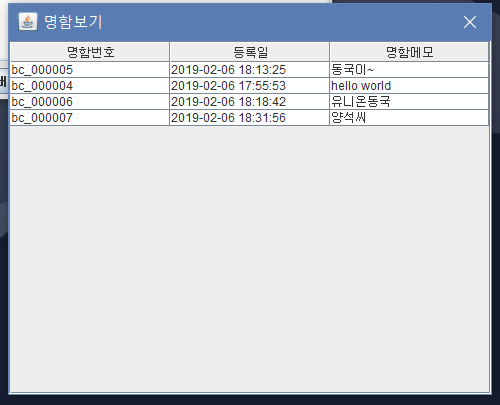 명함보기
명함번호 등록일 명함메모
bc_000005 2019-02-06 18:13:25 동국이~
bc_000004 2019-02-06 17:55:53 hello world
bc_000006 2019-02-06 18:18:42 유니온동국
bc_000007 2019-02-06 18:31:56 양석씨